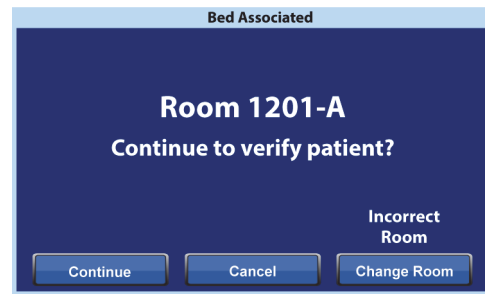 Bed Associated
Room 1201-A
Continue to verify patient?
Incorrect
Room
Continue
Cancel
Change Room